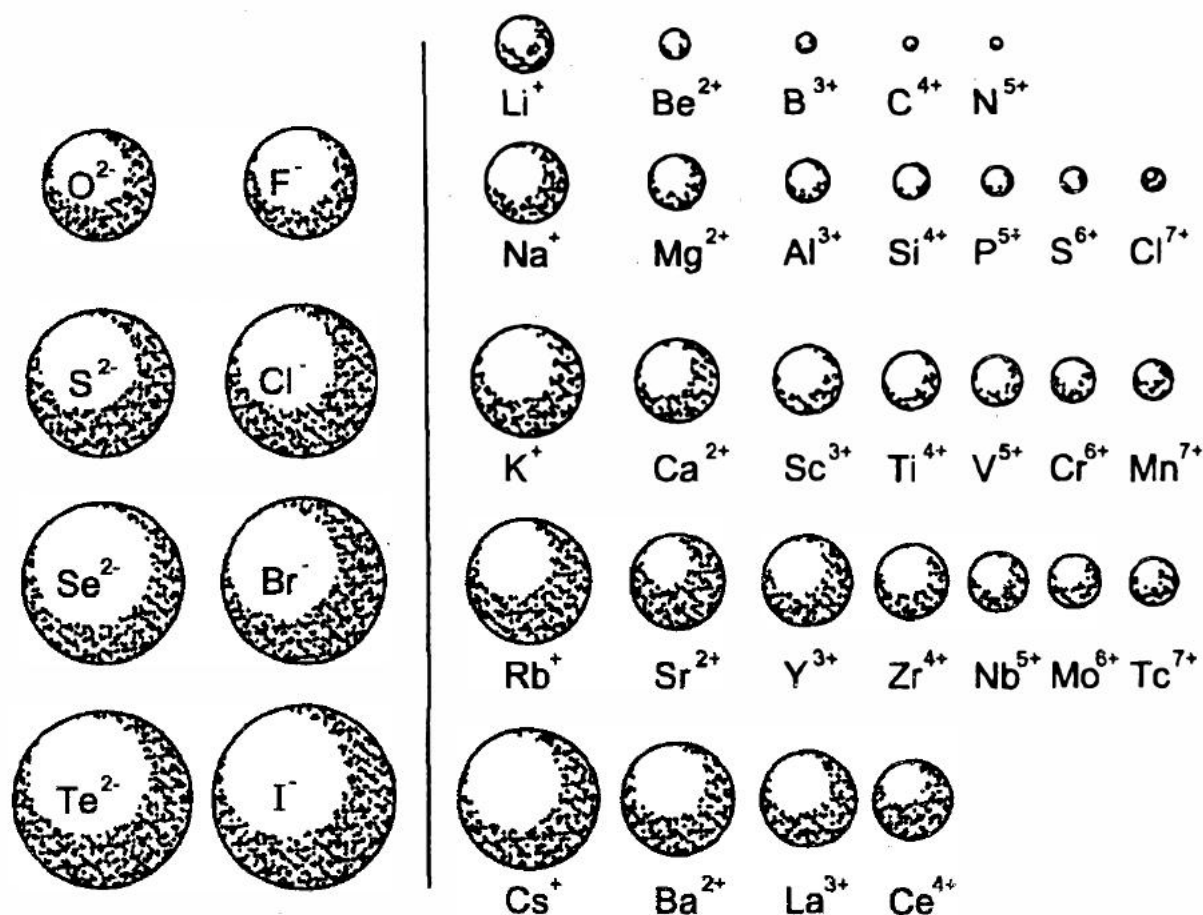 Li⁺ Be²⁺ B³⁺ C⁴⁺ N⁵⁺
O²⁻ F⁻
Na⁺ Mg²⁺ Al³⁺ Si⁴⁺ P⁵⁺ S⁶⁺ Cl⁷⁺
S²⁻ Cl⁻
K⁺ Ca²⁺ Sc³⁺ Ti⁴⁺ V⁵⁺ Cr⁶⁺ Mn⁷⁺
Se²⁻ Br⁻
Rb⁺ Sr²⁺ Y³⁺ Zr⁴⁺ Nb⁵⁺ Mo⁶⁺ Tc⁷⁺
Te²⁻ I⁻
Cs⁺ Ba²⁺ La³⁺ Ce⁴⁺